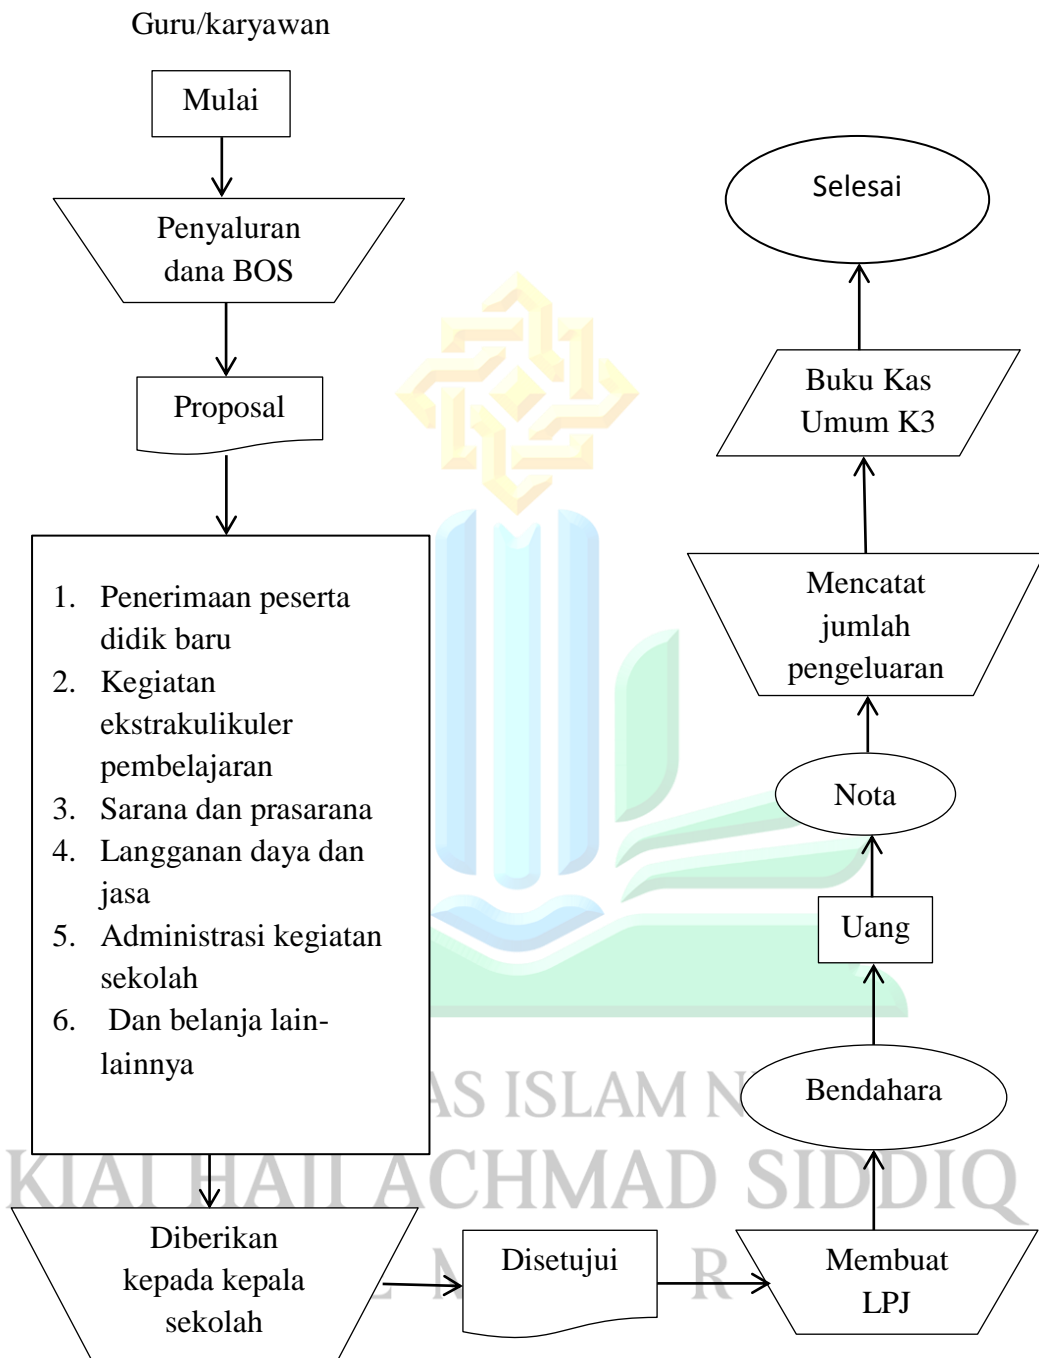 Guru/karyawan
Mulai
Penyaluran
dana BOS
Proposal
1. Penerimaan peserta
didik baru
2. Kegiatan
ekstrakulikuler
pembelajaran
3. Sarana dan prasarana
4. Langganan daya dan
jasa
5. Administrasi kegiatan
sekolah
6. Dan belanja lain-
lainnya
Diberikan
kepada kepala
sekolah
Disetujui
Membuat
LPJ
Bendahara
Uang
Nota
Mencatat
jumlah
pengeluaran
Buku Kas
Umum K3
Selesai
AS ISLAM N
KIAI HAJI ACHMAD SIDDIQ